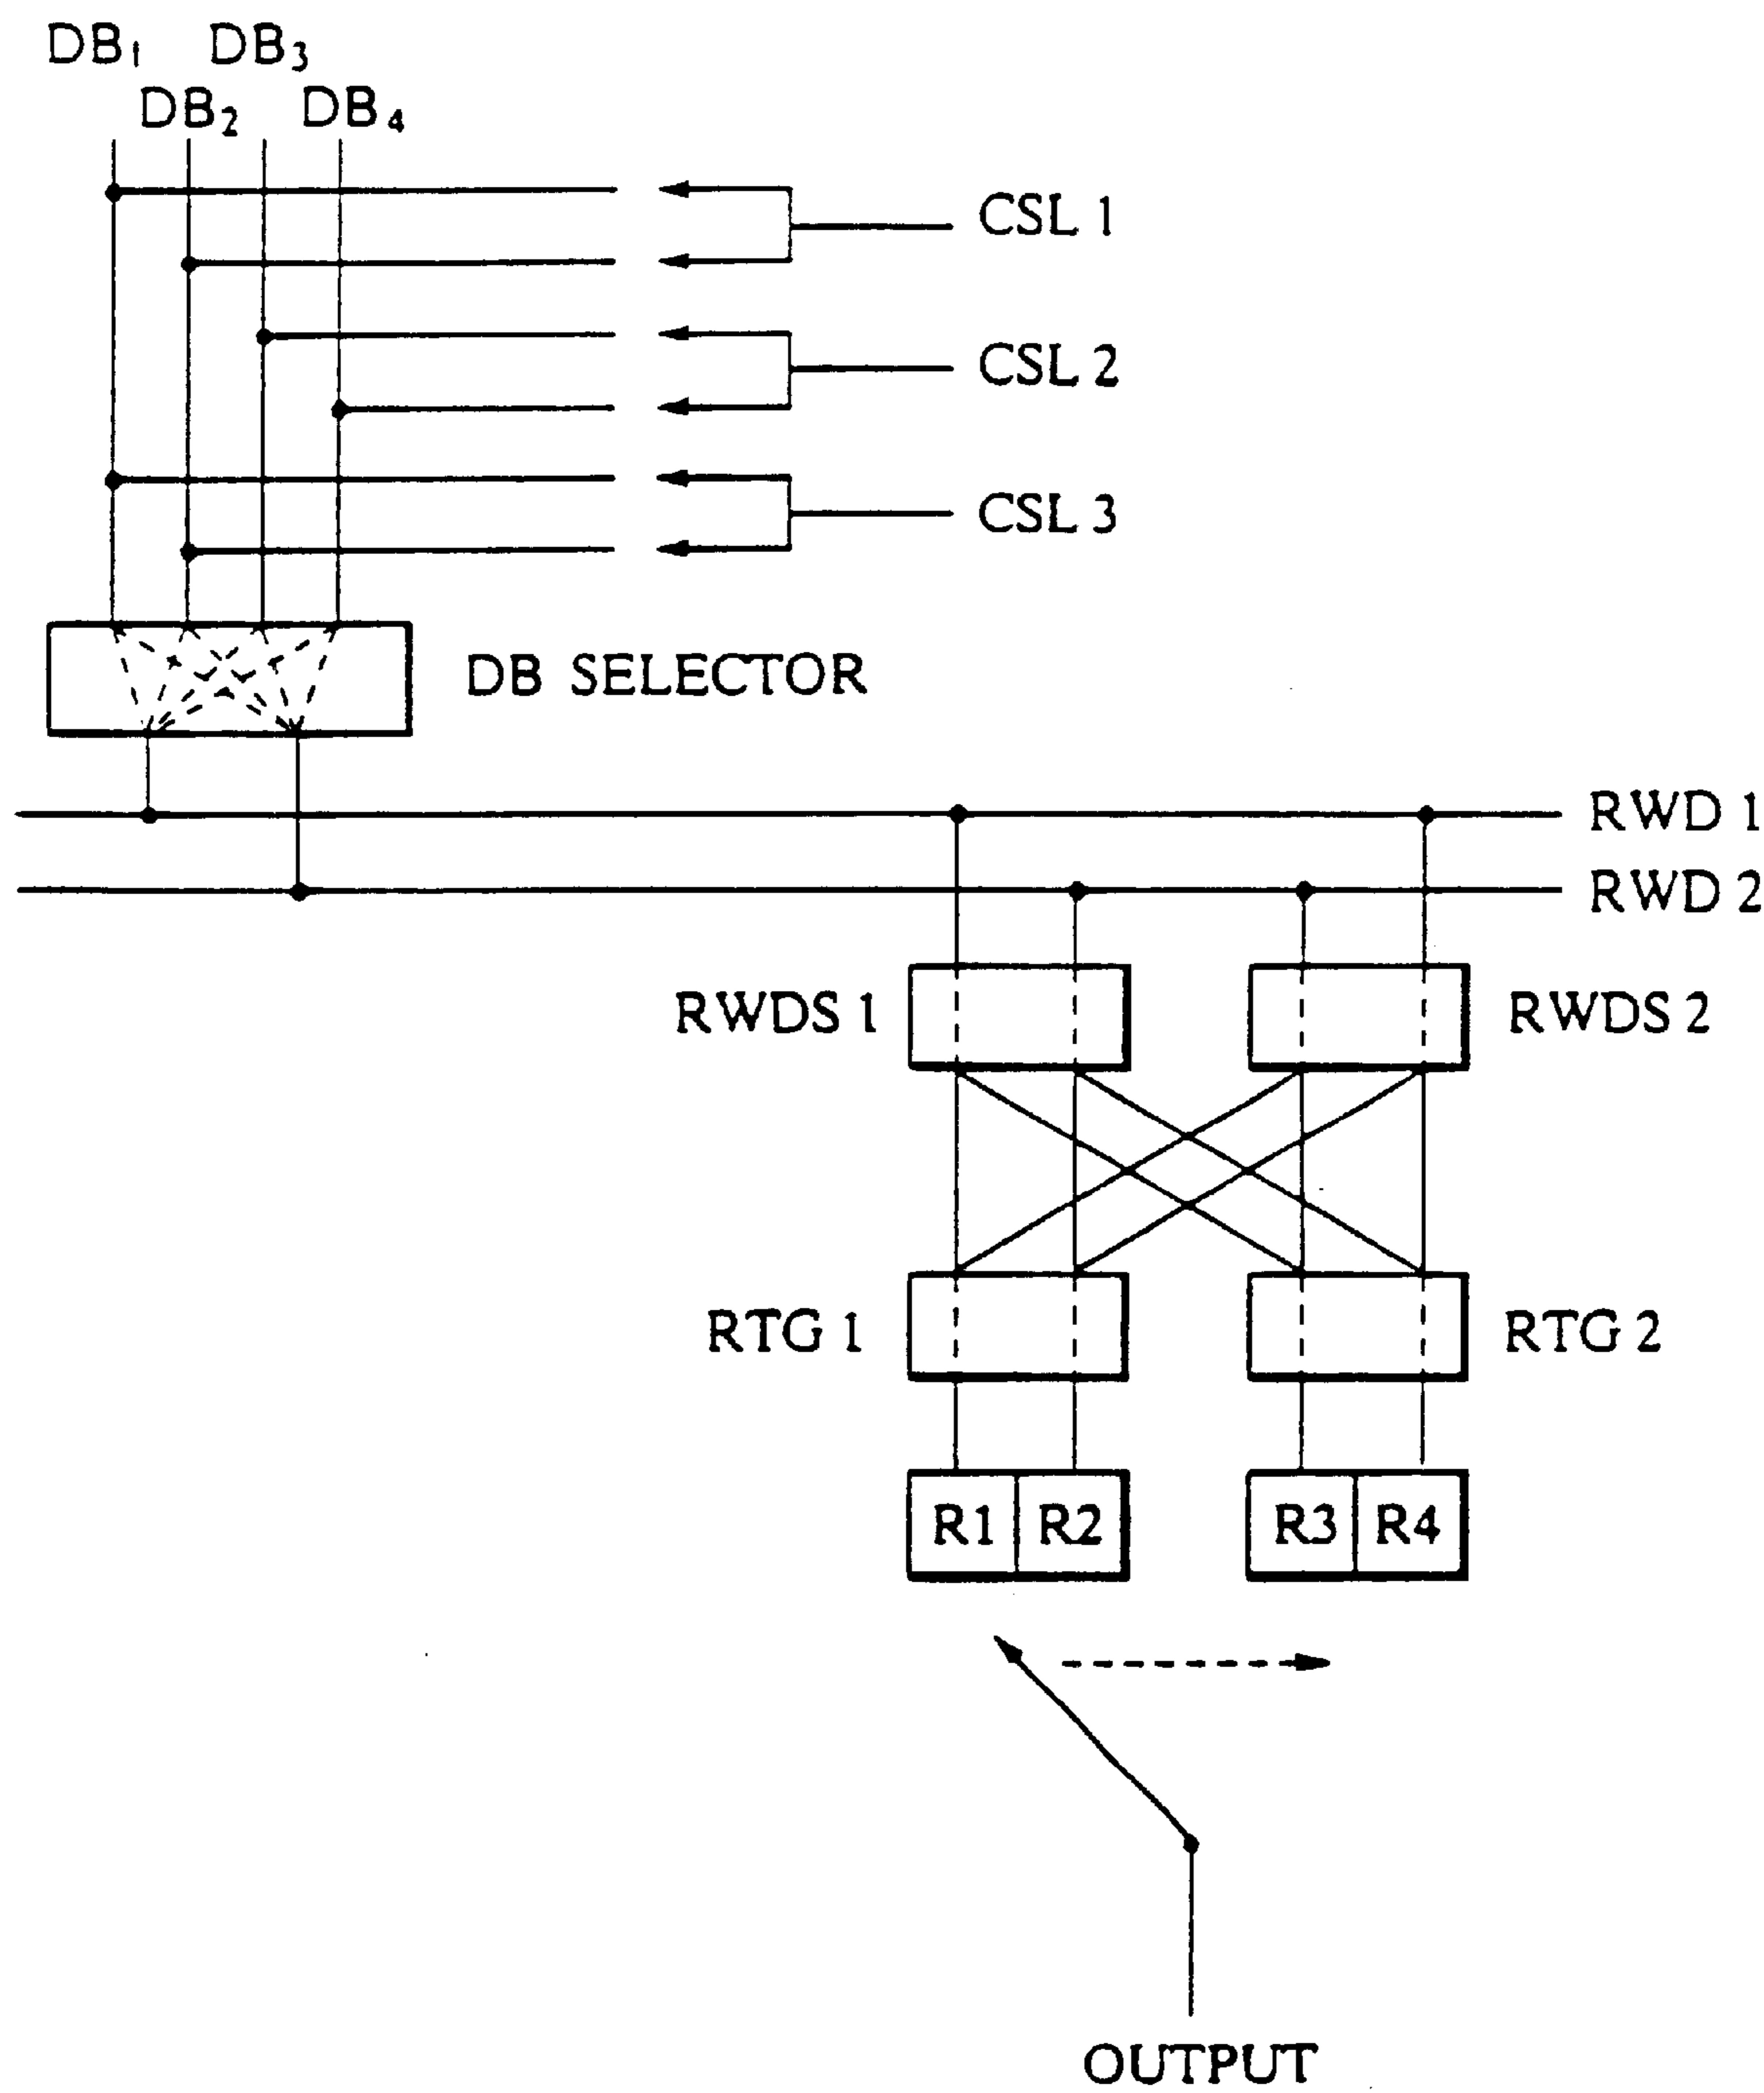 DB₁ DB₃
DB₂ DB₄
CSL 1
CSL 2
CSL 3
DB SELECTOR
RWD 1
RWD 2
RWDS 1
RWDS 2
RTG 1
RTG 2
R1 R2 R3 R4
OUTPUT